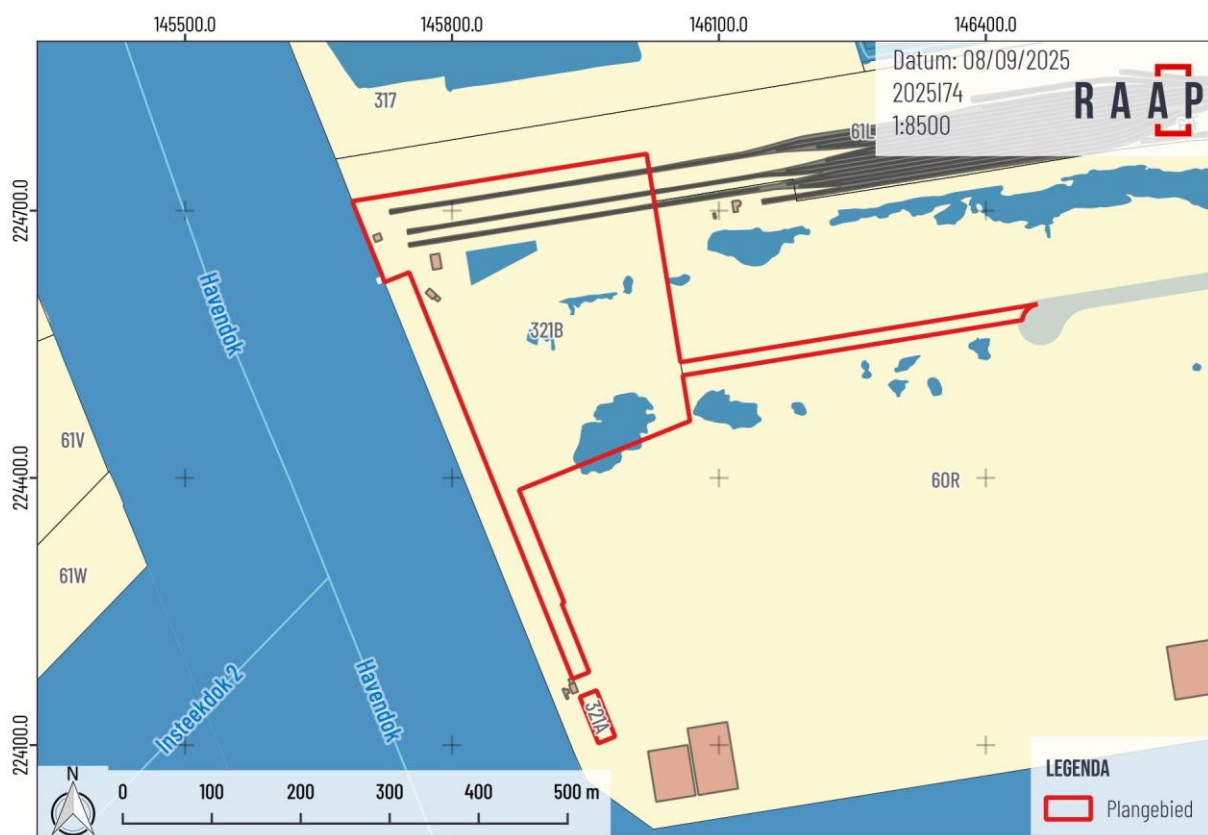 145500.0 145800.0 146100.0 146400.0
Datum: 08/09/2025
2025I74
1:8500
RAAP
317
61L
224700.0
321B
Havendok
61V
224400.0
60R
61W
Insteekdok 2
Havendok
321A
224100.0
N
0 100 200 300 400 500 m
LEGENDA
Plangebied